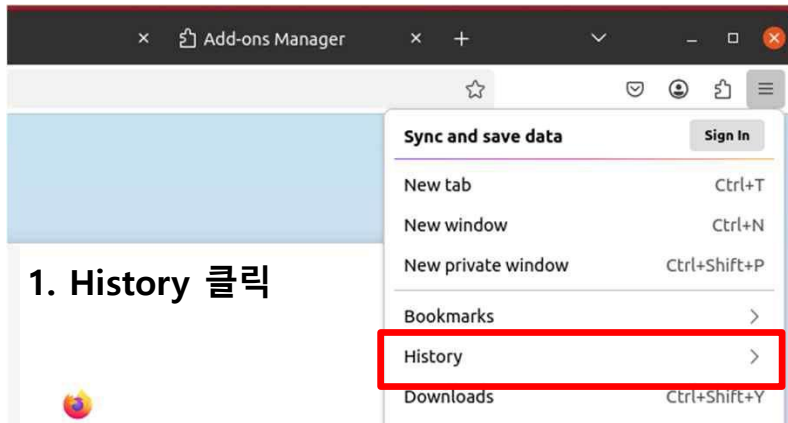 Add-ons Manager
Sync and save data Sign In
New tab Ctrl+T
New window Ctrl+N
New private window Ctrl+Shift+P
1. History 클릭
Bookmarks
History
Downloads Ctrl+Shift+Y